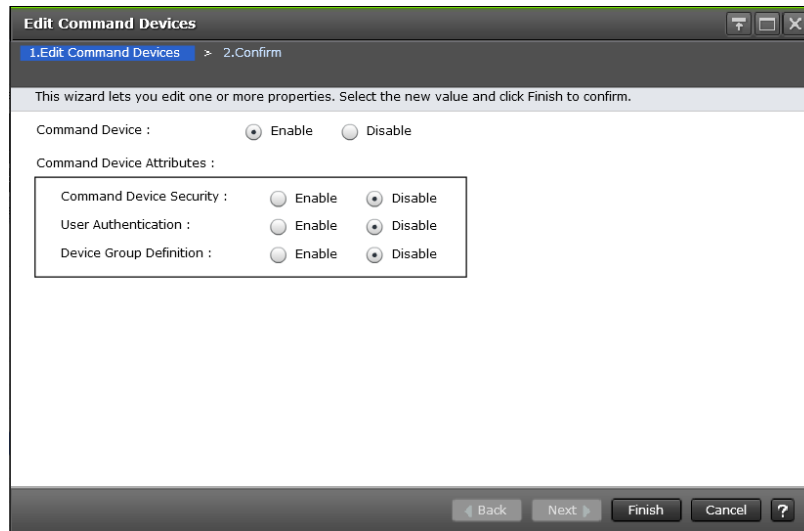 Edit Command Devices
1.Edit Command Devices > 2.Confirm
This wizard lets you edit one or more properties. Select the new value and click Finish to confirm.
Command Device : Enable Disable
Command Device Attributes :
Command Device Security : Enable Disable
User Authentication : Enable Disable
Device Group Definition : Enable Disable
Back Next Finish Cancel ?